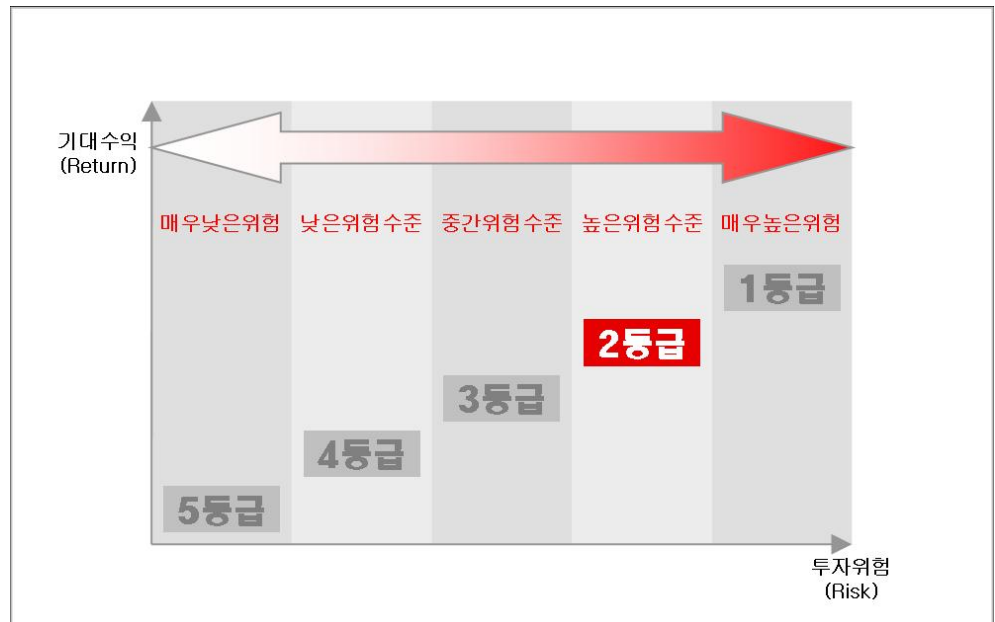 기대수익
(Return)
매우낮은위험 낮은위험수준 중간위험수준 높은위험수준 매우높은위험
1등급
2등급
3등급
4등급
5등급
투자위험
(Risk)